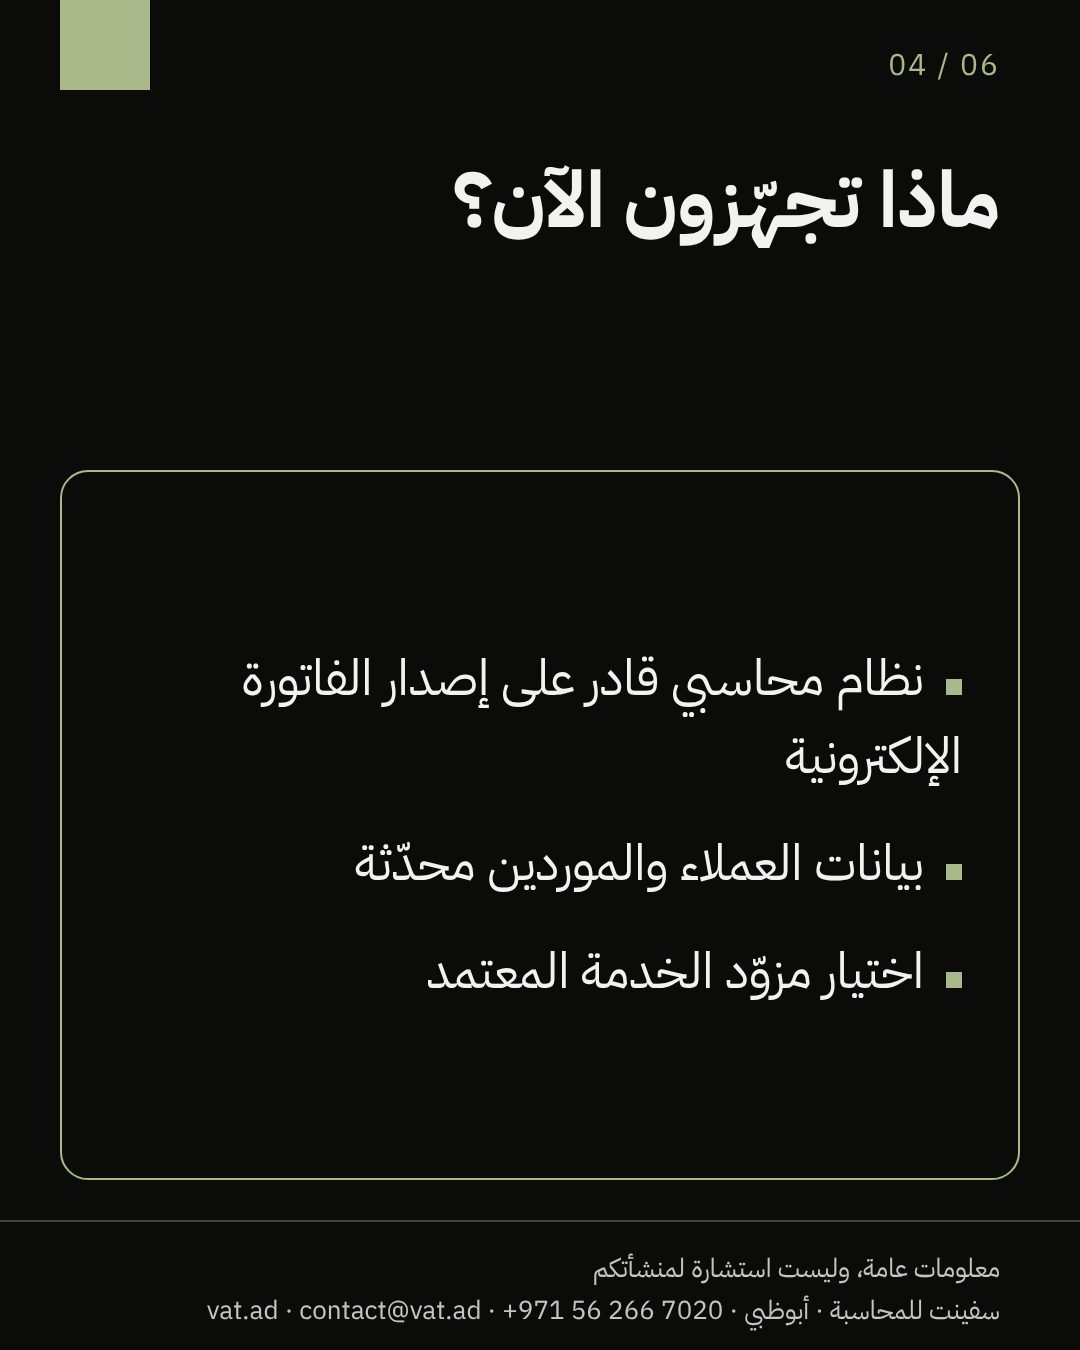 04 / 06
ماذا تجهّزون الآن؟
نظام محاسبي قادر على إصدار الفاتورة
الإلكترونية
بيانات العملاء والموردين محدّثة
اختيار مزوّد الخدمة المعتمد
معلومات عامة، وليست استشارة لمنشأتكم
سفينت للمحاسبة · أبوظبي · +971 56 266 7020 · contact@vat.ad · vat.ad